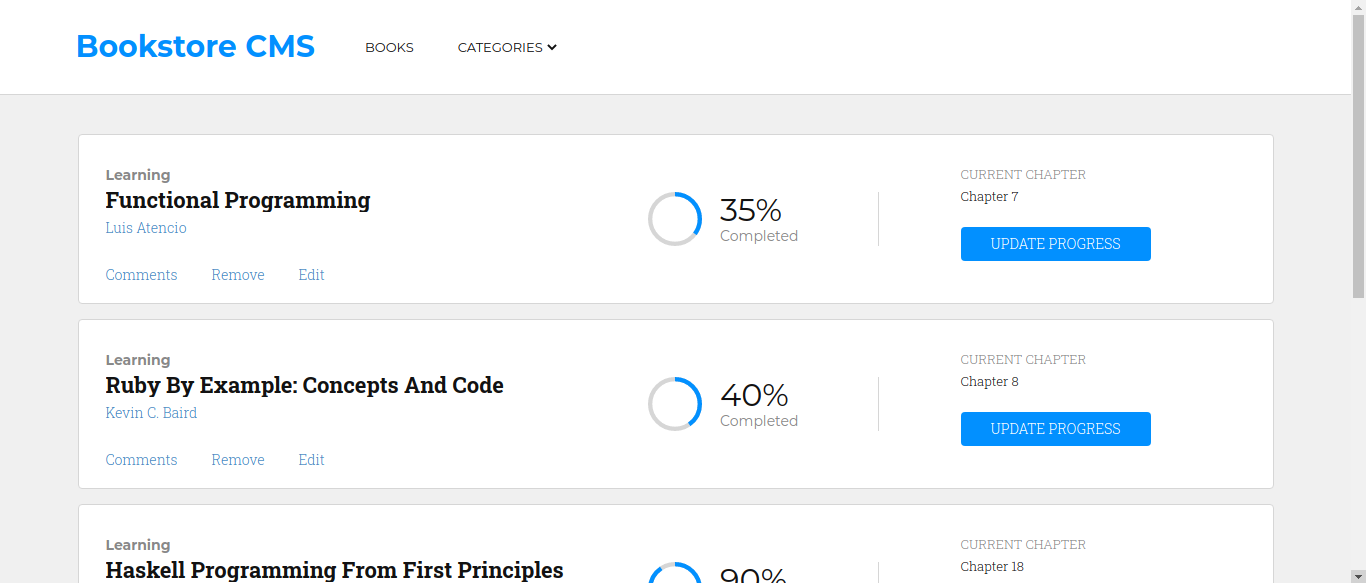 Bookstore CMS
BOOKS
CATEGORIES
Learning
Functional Programming
Luis Atencio
Comments
Remove
Edit
35%
Completed
CURRENT CHAPTER
Chapter 7
UPDATE PROGRESS
Learning
Ruby By Example: Concepts And Code
Kevin C. Baird
Comments
Remove
Edit
40%
Completed
CURRENT CHAPTER
Chapter 8
UPDATE PROGRESS
Learning
Haskell Programming From First Principles
90%
CURRENT CHAPTER
Chapter 18